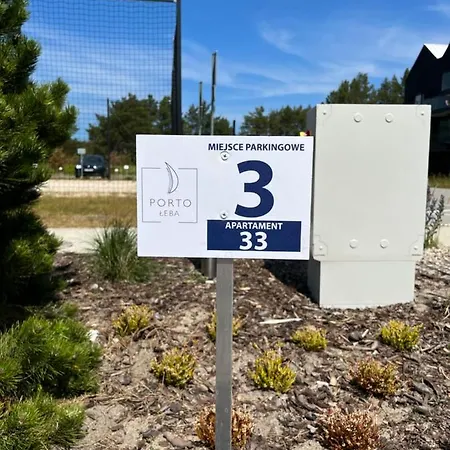 MIEJSCE PARKINGOWE
PORTO
ŁEBA
3
APARTAMENT
33